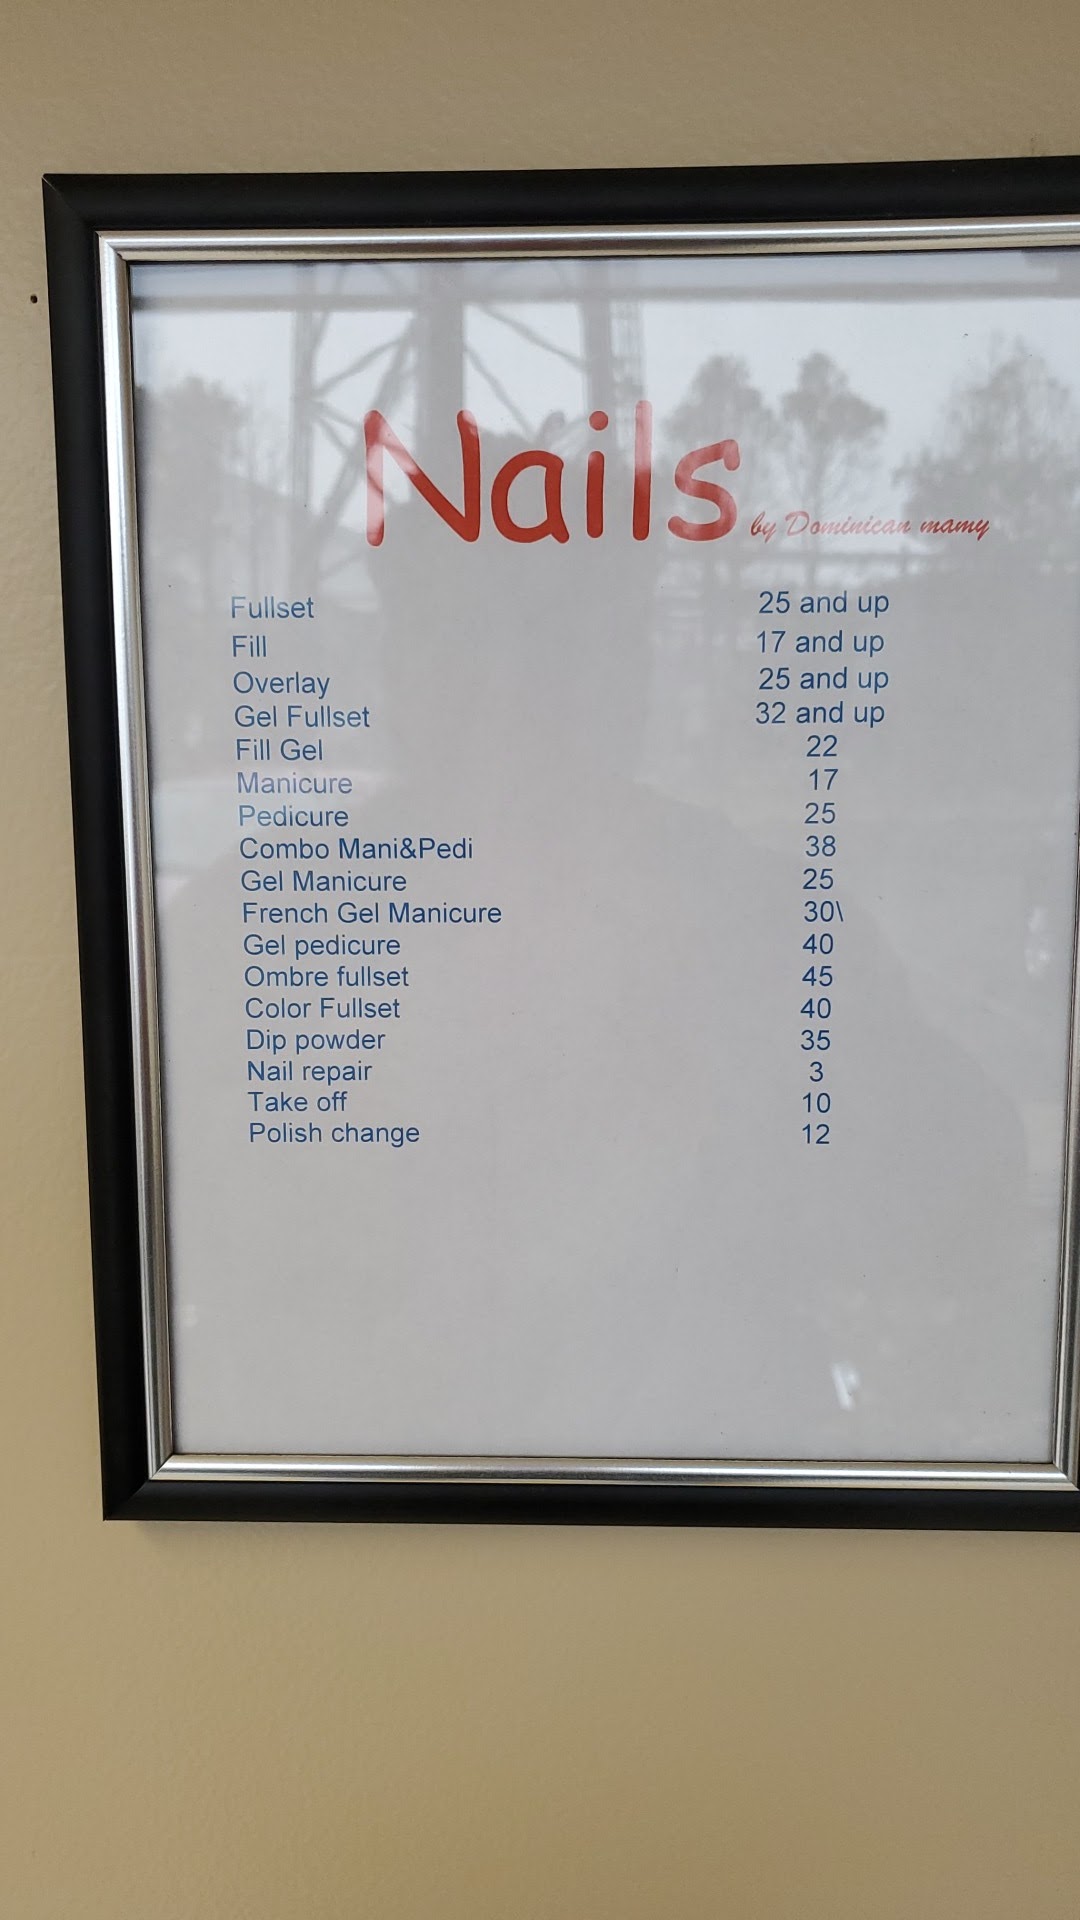 Nails by Dominican mamy
Fullset 25 and up
Fill 17 and up
Overlay 25 and up
Gel Fullset 32 and up
Fill Gel 22
Manicure 17
Pedicure 25
Combo Mani&Pedi 38
Gel Manicure 25
French Gel Manicure 30\
Gel pedicure 40
Ombre fullset 45
Color Fullset 40
Dip powder 35
Nail repair 3
Take off 10
Polish change 12